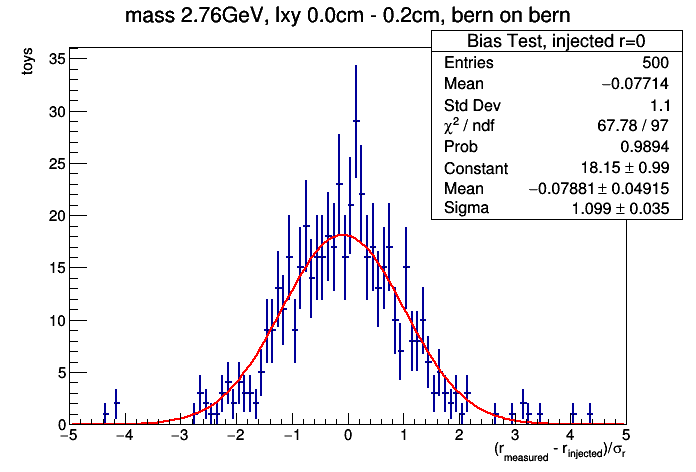 mass 2.76GeV, lxy 0.0cm - 0.2cm, bern on bern
Bias Test, injected r=0
Entries 500
Mean −0.07714
Std Dev 1.1
χ² / ndf 67.78 / 97
Prob 0.9894
Constant 18.15 ± 0.99
Mean −0.07881 ± 0.04915
Sigma 1.099 ± 0.035
toys
35
30
25
20
15
10
5
0
−5 −4 −3 −2 −1 0 1 2 3 4 5
(r_measured - r_injected)/σ_r